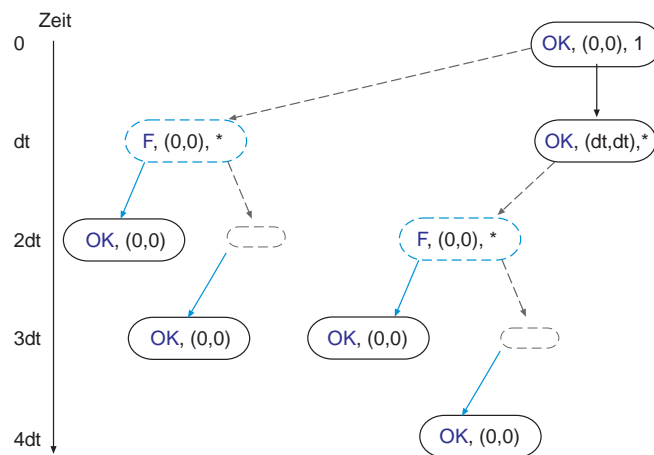 Zeit
0
OK, (0,0), 1
dt
F, (0,0), *
OK, (dt,dt),*
2dt
OK, (0,0)
F, (0,0), *
3dt
OK, (0,0)
OK, (0,0)
4dt
OK, (0,0)